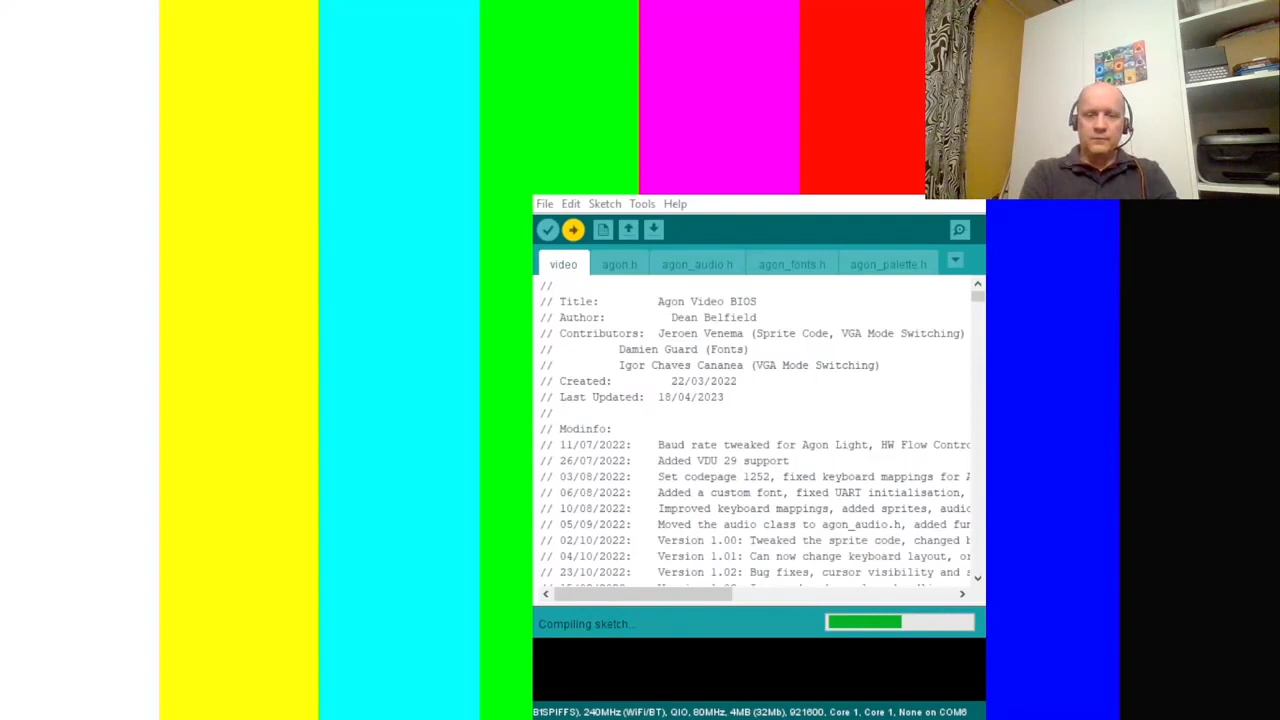 File Edit Sketch Tools Help
video agon.h agon_audio.h agon_fonts.h agon_palette.h
//
// Title: Agon Video BIOS
// Author: Dean Belfield
// Contributors: Jeroen Venema (Sprite Code, VGA Mode Switching)
// Damien Guard (Fonts)
// Igor Chaves Cananea (VGA Mode Switching)
// Created: 22/03/2022
// Last Updated: 18/04/2023
//
// Modinfo:
// 11/07/2022: Baud rate tweaked for Agon Light, HW Flow Contro
// 26/07/2022: Added VDU 29 support
// 03/08/2022: Set codepage 1252, fixed keyboard mappings for A
// 06/08/2022: Added a custom font, fixed UART initialisation,
// 10/08/2022: Improved keyboard mappings, added sprites, audio
// 05/09/2022: Moved the audio class to agon_audio.h, added fun
// 02/10/2022: Version 1.00: Tweaked the sprite code, changed b
// 04/10/2022: Version 1.01: Can now change keyboard layout, or
// 23/10/2022: Version 1.02: Bug fixes, cursor visibility and s
Compiling sketch...
SPIFFS), 240MHz (WiFi/BT), QIO, 80MHz, 4MB (32Mb), 921600, Core 1, Core 1, None on COM6